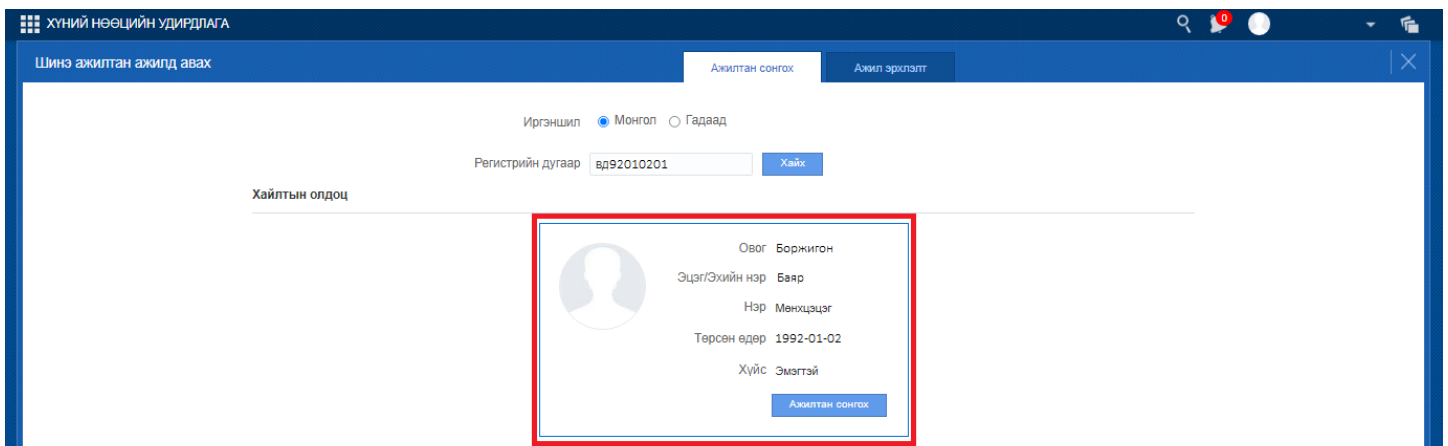 ХҮНИЙ НӨӨЦИЙН УДИРДЛАГА
0
Шинэ ажилтан ажилд авах
Ажилтан сонгох
Ажил эрхлэлт
Иргэншил Монгол Гадаад
Регистрийн дугаар вд92010201 Хайх
Хайлтын олдоц
Овог Боржигон
Эцэг/Эхийн нэр Баяр
Нэр Мөнхцэцэг
Төрсөн өдөр 1992-01-02
Хүйс Эмэгтэй
Ажилтан сонгох